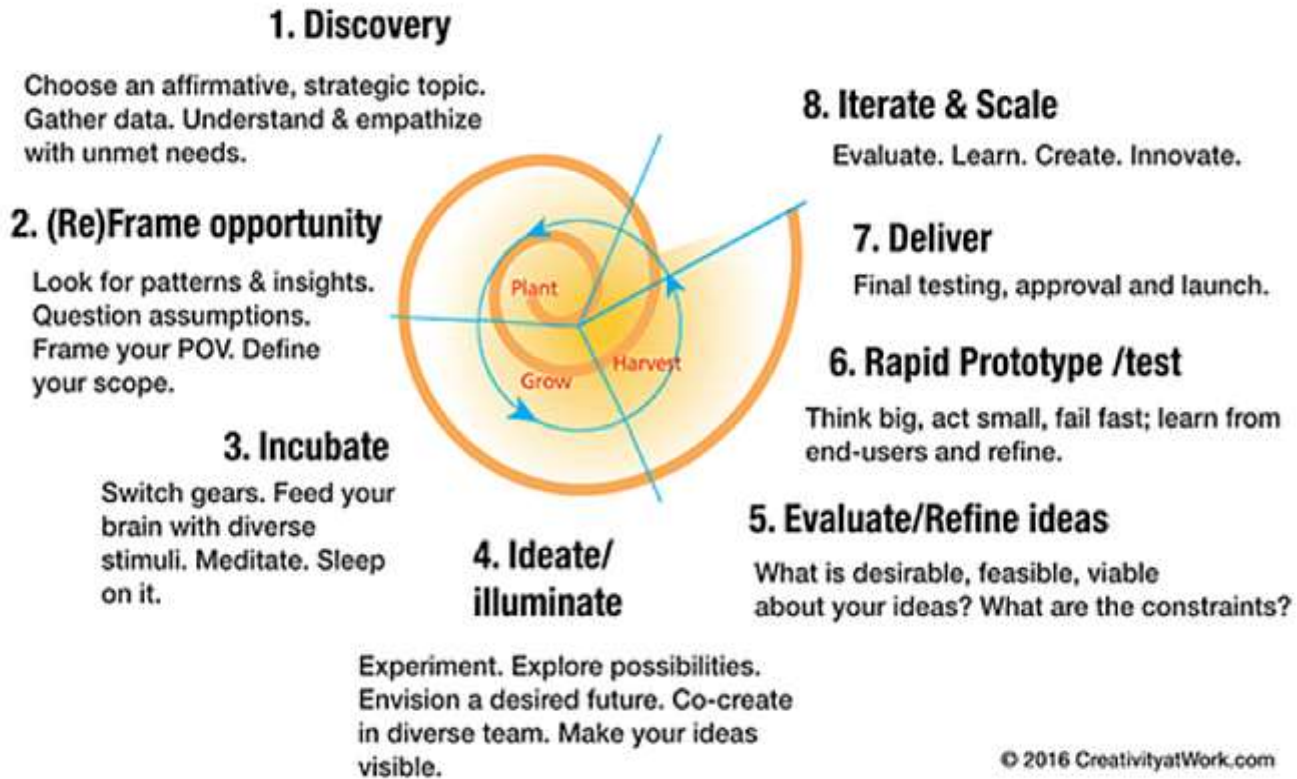 1. Discovery
Choose an affirmative, strategic topic.
Gather data. Understand & empathize
with unmet needs.
2. (Re)Frame opportunity
Look for patterns & insights.
Question assumptions.
Frame your POV. Define
your scope.
3. Incubate
Switch gears. Feed your
brain with diverse
stimuli. Meditate. Sleep
on it.
4. Ideate/
illuminate
Experiment. Explore possibilities.
Envision a desired future. Co-create
in diverse team. Make your ideas
visible.
5. Evaluate/Refine ideas
What is desirable, feasible, viable
about your ideas? What are the constraints?
6. Rapid Prototype /test
Think big, act small, fail fast; learn from
end-users and refine.
7. Deliver
Final testing, approval and launch.
8. Iterate & Scale
Evaluate. Learn. Create. Innovate.
Plant
Grow
Harvest
© 2016 CreativityatWork.com